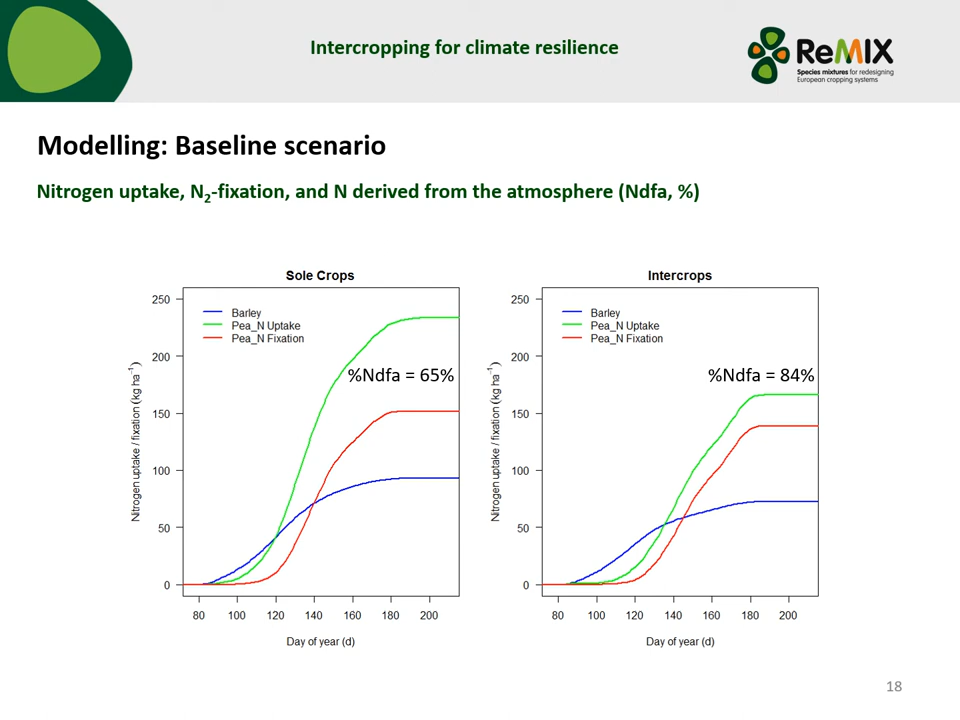 Intercropping for climate resilience
ReMIX
Species mixtures for redesigning
European cropping systems
Modelling: Baseline scenario
Nitrogen uptake, N2-fixation, and N derived from the atmosphere (Ndfa, %)
Sole Crops
250
200
150
100
50
0
Nitrogen uptake / fixation (kg ha⁻¹)
Barley
Pea_N Uptake
Pea_N Fixation
%Ndfa = 65%
80 100 120 140 160 180 200
Day of year (d)
Intercrops
250
200
150
100
50
0
Nitrogen uptake / fixation (kg ha⁻¹)
Barley
Pea_N Uptake
Pea_N Fixation
%Ndfa = 84%
80 100 120 140 160 180 200
Day of year (d)
18